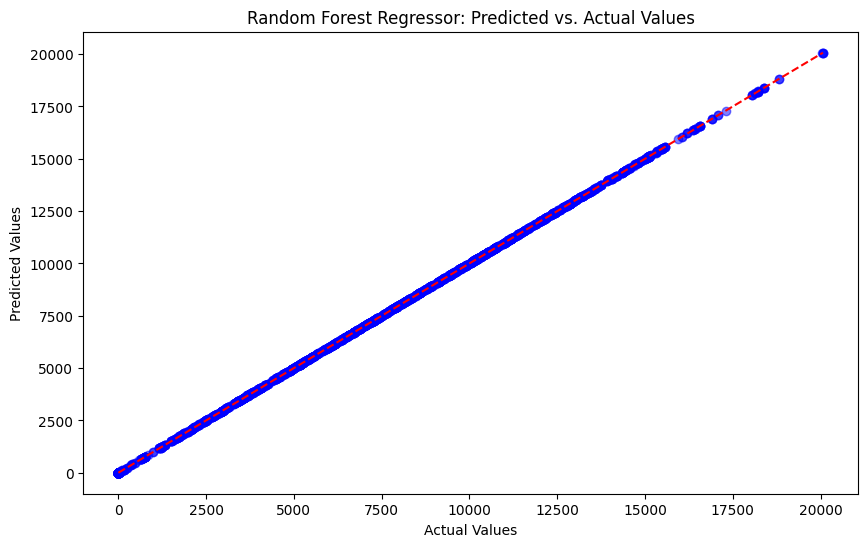 Random Forest Regressor: Predicted vs. Actual Values
20000
17500
15000
12500
10000
7500
5000
2500
0
Predicted Values
0 2500 5000 7500 10000 12500 15000 17500 20000
Actual Values